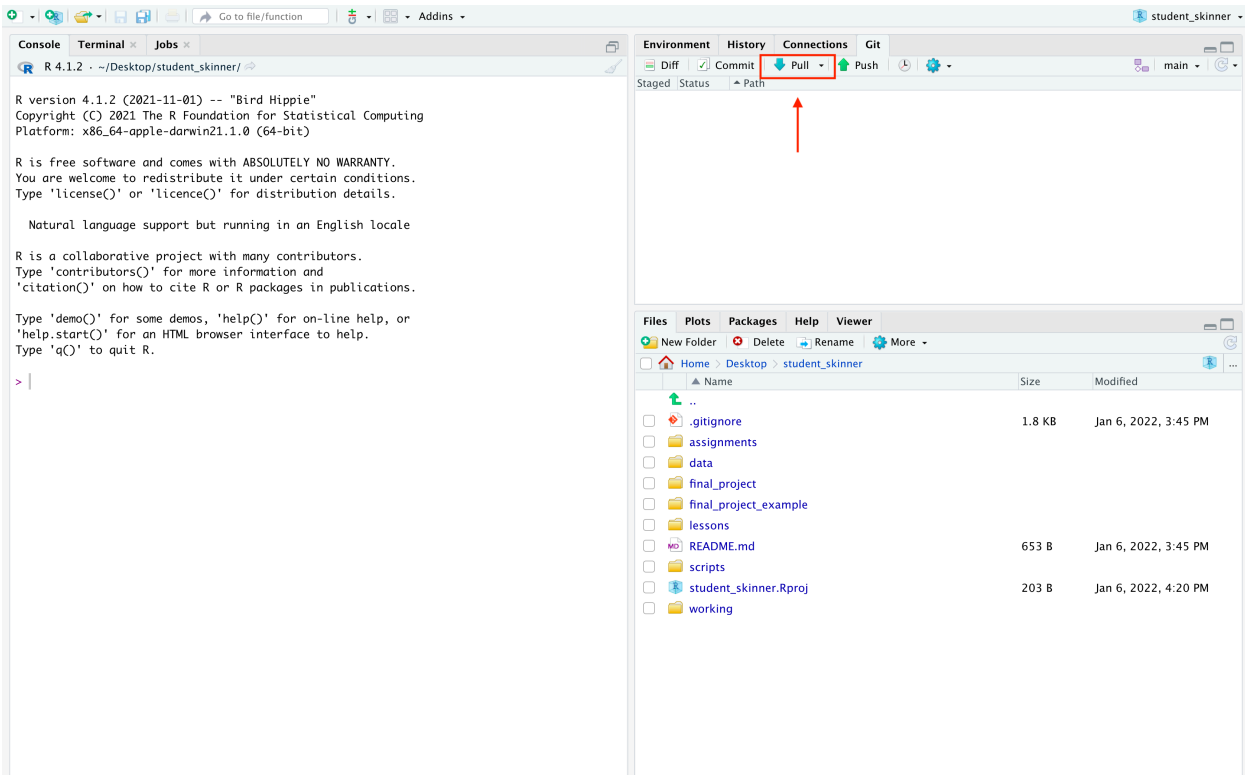 Go to file/function Addins student_skinner
Console Terminal Jobs
R 4.1.2 · ~/Desktop/student_skinner/
R version 4.1.2 (2021-11-01) -- "Bird Hippie"
Copyright (C) 2021 The R Foundation for Statistical Computing
Platform: x86_64-apple-darwin21.1.0 (64-bit)
R is free software and comes with ABSOLUTELY NO WARRANTY.
You are welcome to redistribute it under certain conditions.
Type 'license()' or 'licence()' for distribution details.
Natural language support but running in an English locale
R is a collaborative project with many contributors.
Type 'contributors()' for more information and
'citation()' on how to cite R or R packages in publications.
Type 'demo()' for some demos, 'help()' for on-line help, or
'help.start()' for an HTML browser interface to help.
Type 'q()' to quit R.
>
Environment History Connections Git
Diff Commit Pull Push main
Staged Status Path
Files Plots Packages Help Viewer
New Folder Delete Rename More
Home > Desktop > student_skinner ...
Name Size Modified
..
.gitignore 1.8 KB Jan 6, 2022, 3:45 PM
assignments
data
final_project
final_project_example
lessons
README.md 653 B Jan 6, 2022, 3:45 PM
scripts
student_skinner.Rproj 203 B Jan 6, 2022, 4:20 PM
working